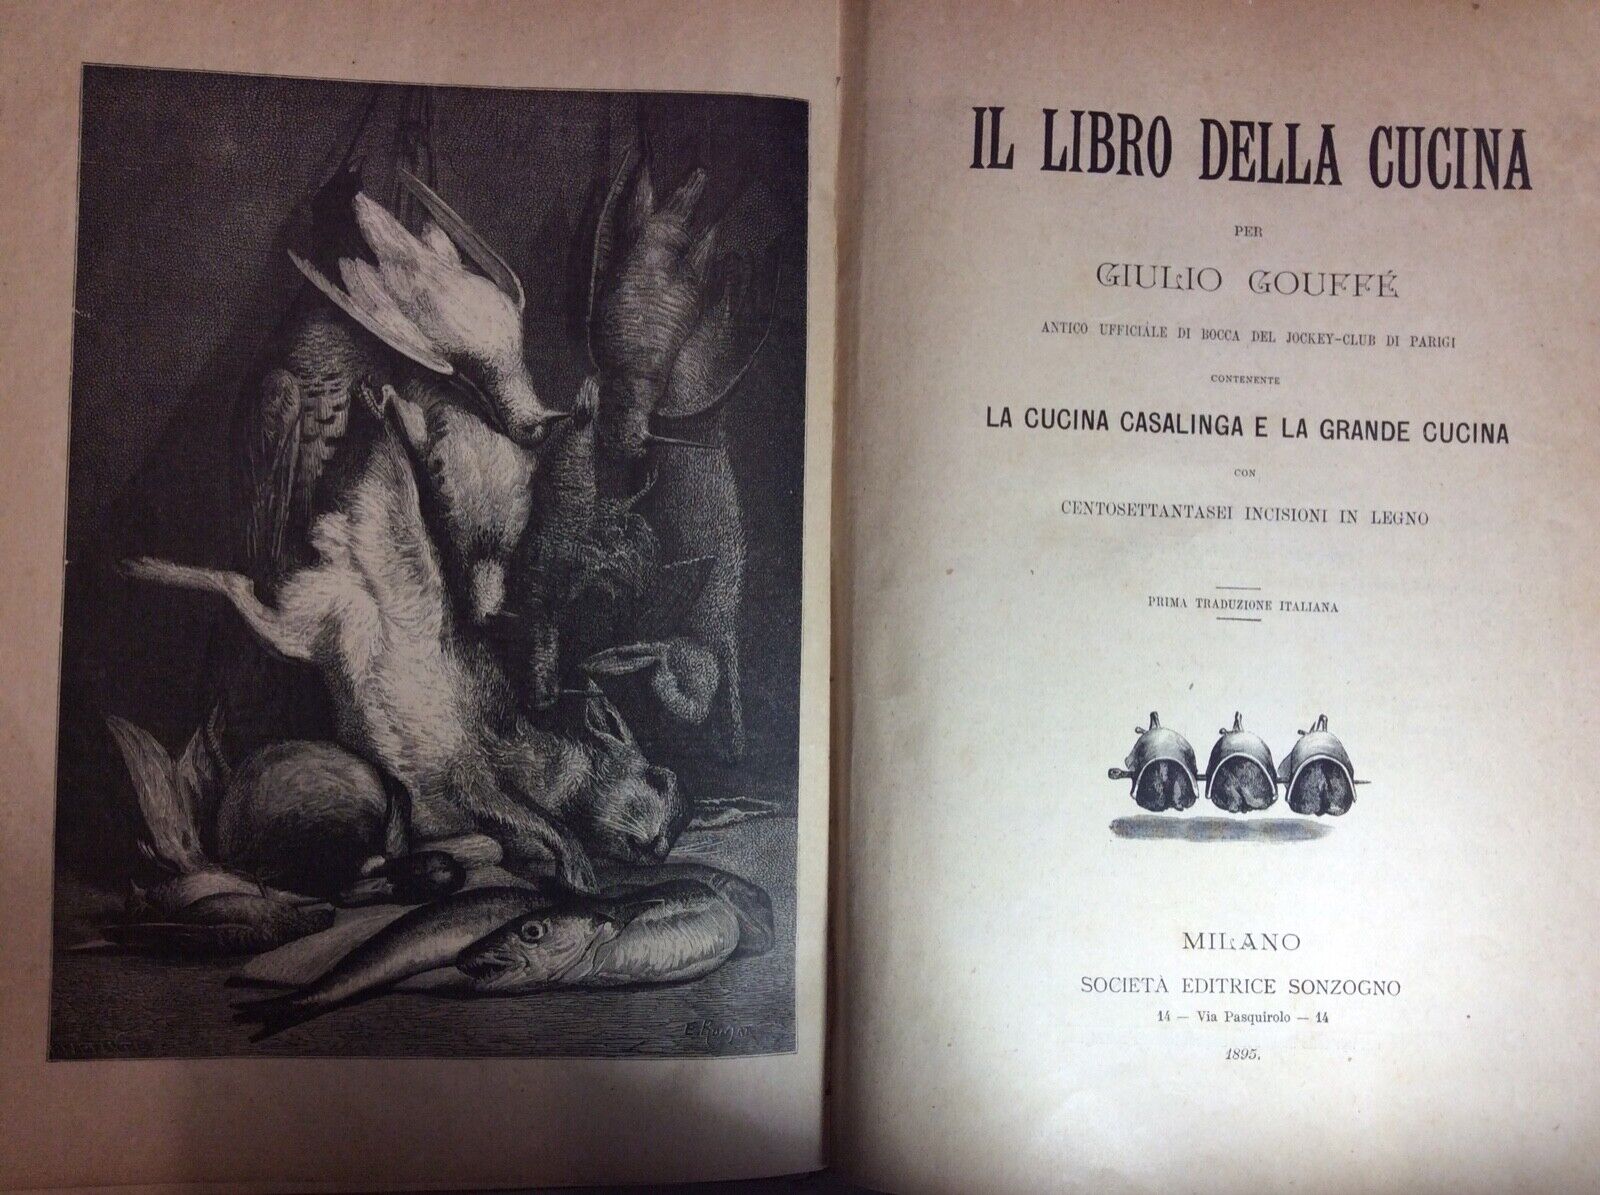 IL LIBRO DELLA CUCINA
PER
GIULIO GOUFFÉ
ANTICO UFFICIALE DI BOCCA DEL JOCKEY-CLUB DI PARIGI
CONTENENTE
LA CUCINA CASALINGA E LA GRANDE CUCINA
CON
CENTOSETTANTASEI INCISIONI IN LEGNO
PRIMA TRADUZIONE ITALIANA
MILANO
SOCIETÀ EDITRICE SONZOGNO
14 — Via Pasquirolo — 14
1895.